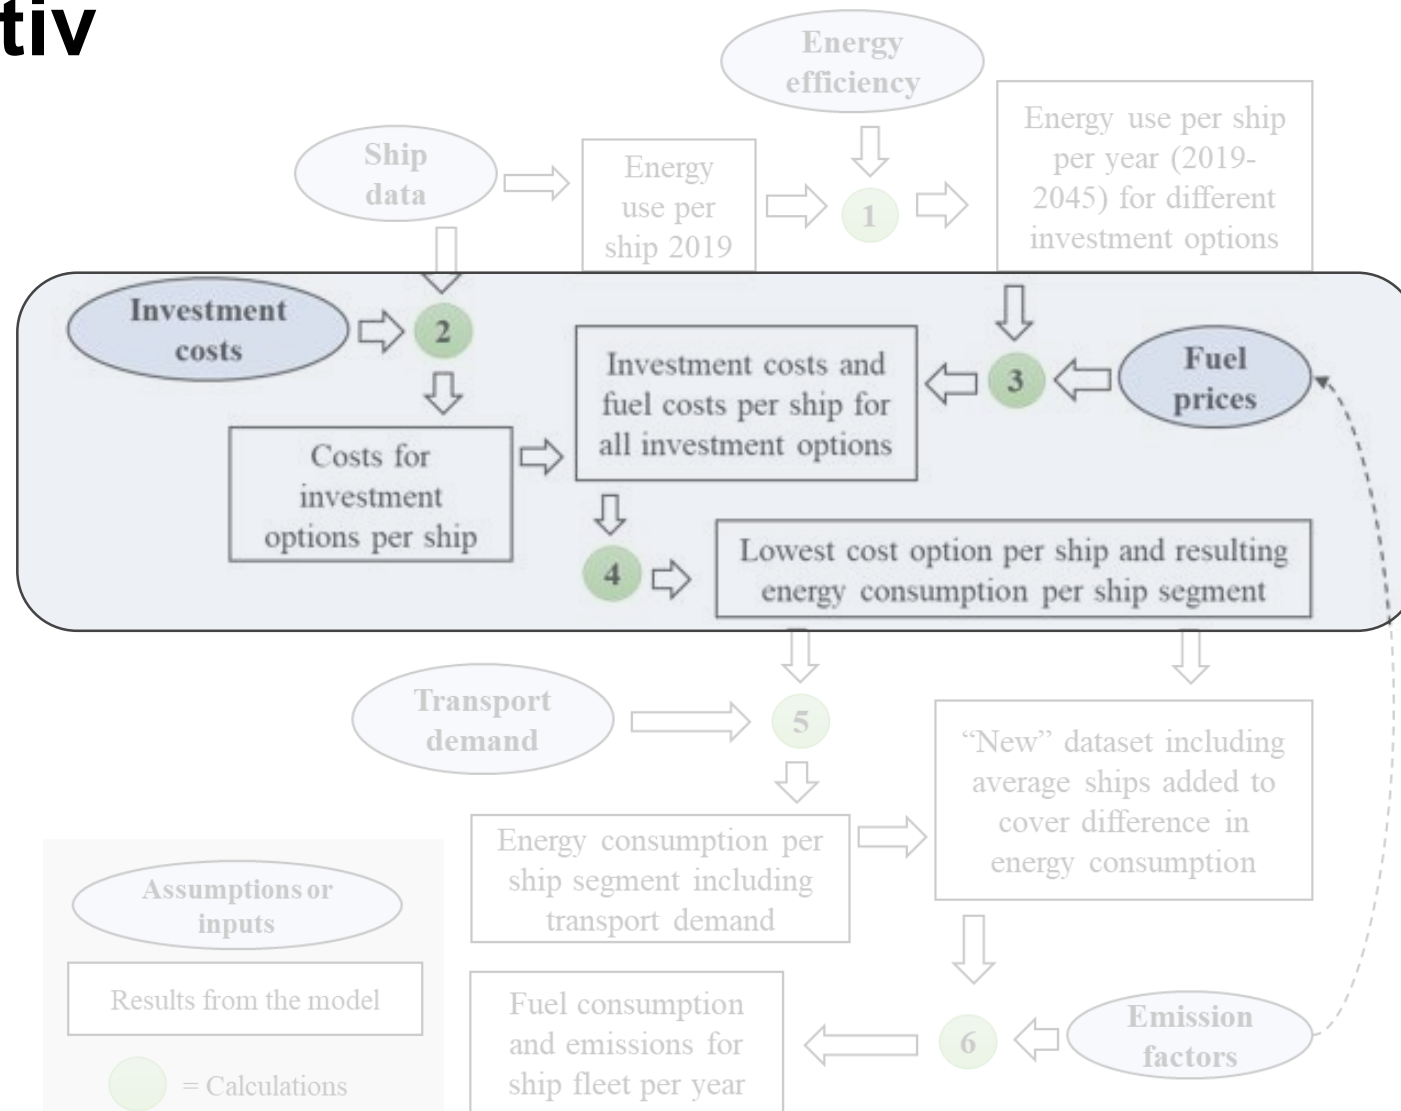 tiv
Energy
efficiency
Ship
data
Energy
use per
ship 2019
1
Energy use per ship
per year (2019-
2045) for different
investment options
Investment
costs
2
Investment costs and
fuel costs per ship for
all investment options
3
Fuel
prices
Costs for
investment
options per ship
4
Lowest cost option per ship and resulting
energy consumption per ship segment
Transport
demand
5
“New” dataset including
average ships added to
cover difference in
energy consumption
Energy consumption per
ship segment including
transport demand
Assumptions or
inputs
Results from the model
= Calculations
Fuel consumption
and emissions for
ship fleet per year
6
Emission
factors